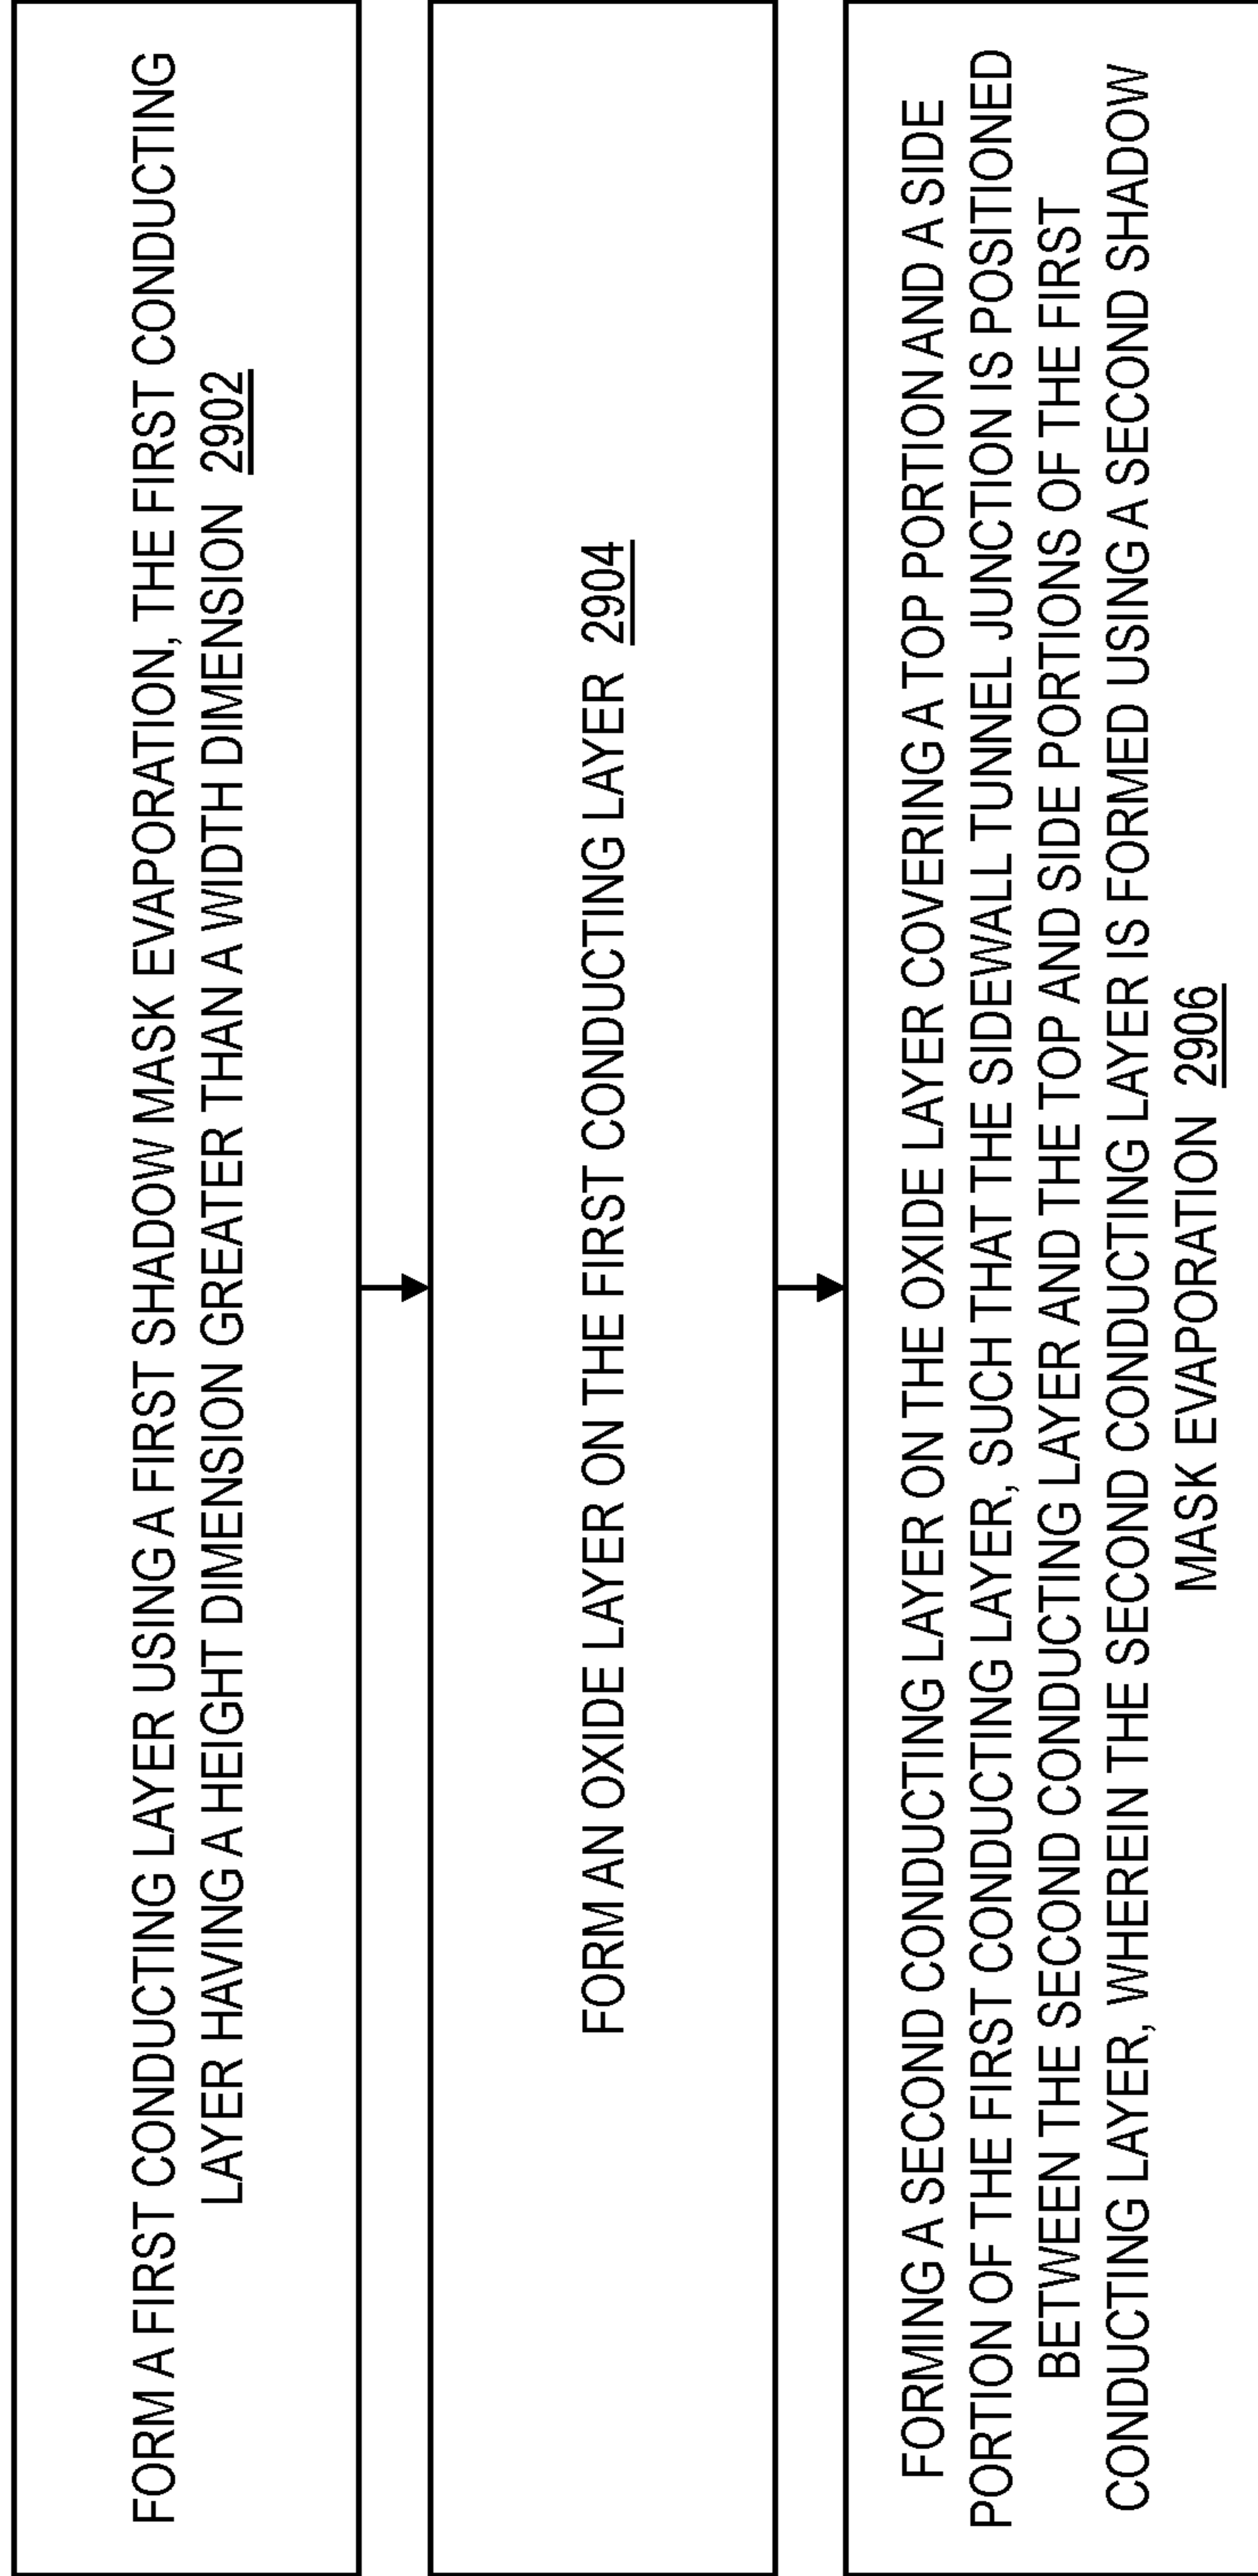 FORM A FIRST CONDUCTING LAYER USING A FIRST SHADOW MASK EVAPORATION, THE FIRST CONDUCTING
LAYER HAVING A HEIGHT DIMENSION GREATER THAN A WIDTH DIMENSION 2902
FORM AN OXIDE LAYER ON THE FIRST CONDUCTING LAYER 2904
FORMING A SECOND CONDUCTING LAYER ON THE OXIDE LAYER COVERING A TOP PORTION AND A SIDE
PORTION OF THE FIRST CONDUCTING LAYER, SUCH THAT THE SIDEWALL TUNNEL JUNCTION IS POSITIONED
BETWEEN THE SECOND CONDUCTING LAYER AND THE TOP AND SIDE PORTIONS OF THE FIRST
CONDUCTING LAYER, WHEREIN THE SECOND CONDUCTING LAYER IS FORMED USING A SECOND SHADOW
MASK EVAPORATION 2906